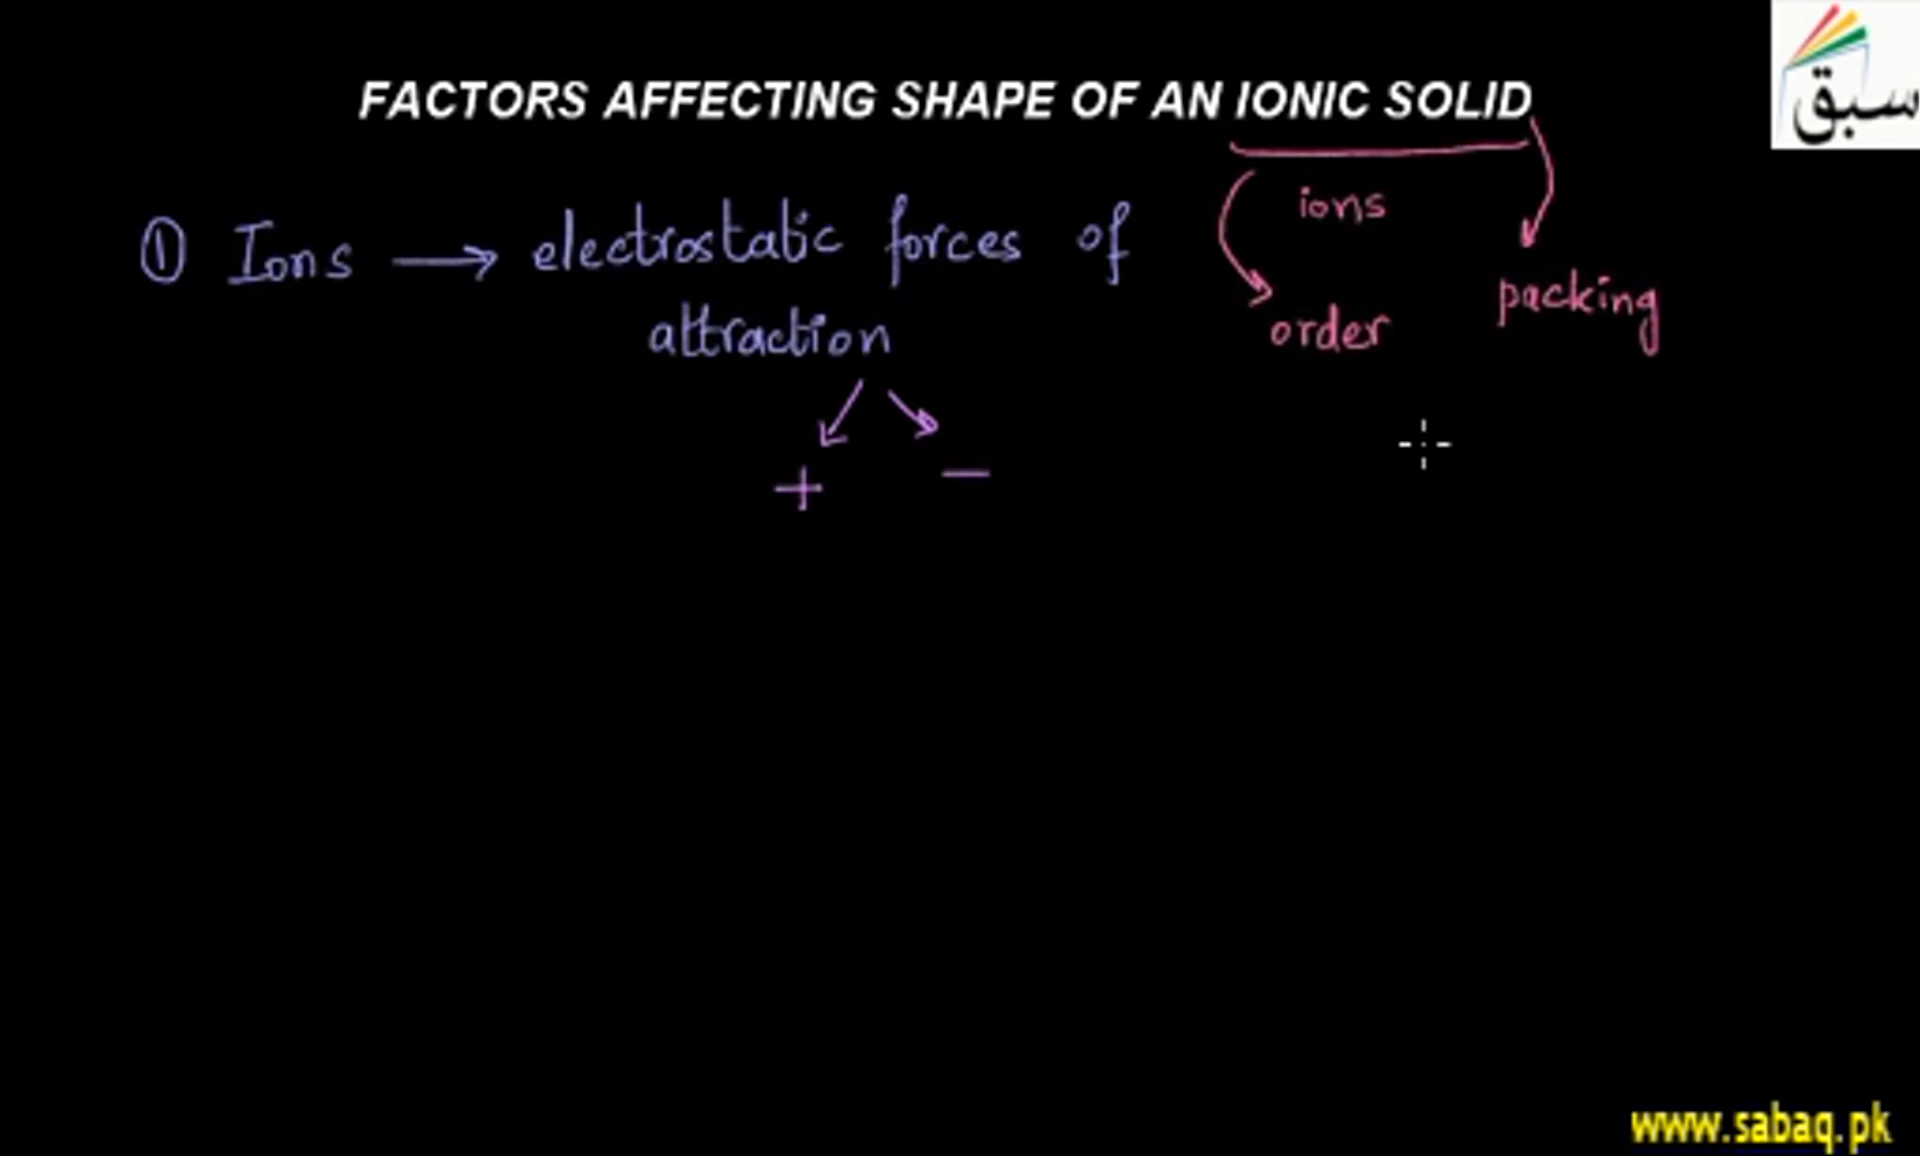 سبق
FACTORS AFFECTING SHAPE OF AN IONIC SOLID
① Ions → electrostatic forces of
attraction
+ −
ions
order
packing
www.sabaq.pk